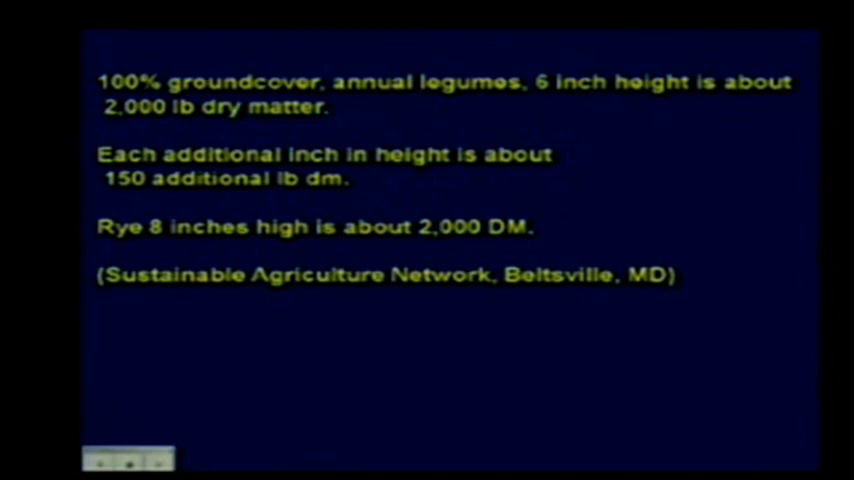 100% groundcover, annual legumes, 6 inch height is about
2,000 lb dry matter.
Each additional inch in height is about
150 additional lb dm.
Rye 8 inches high is about 2,000 DM.
(Sustainable Agriculture Network, Beltsville, MD)